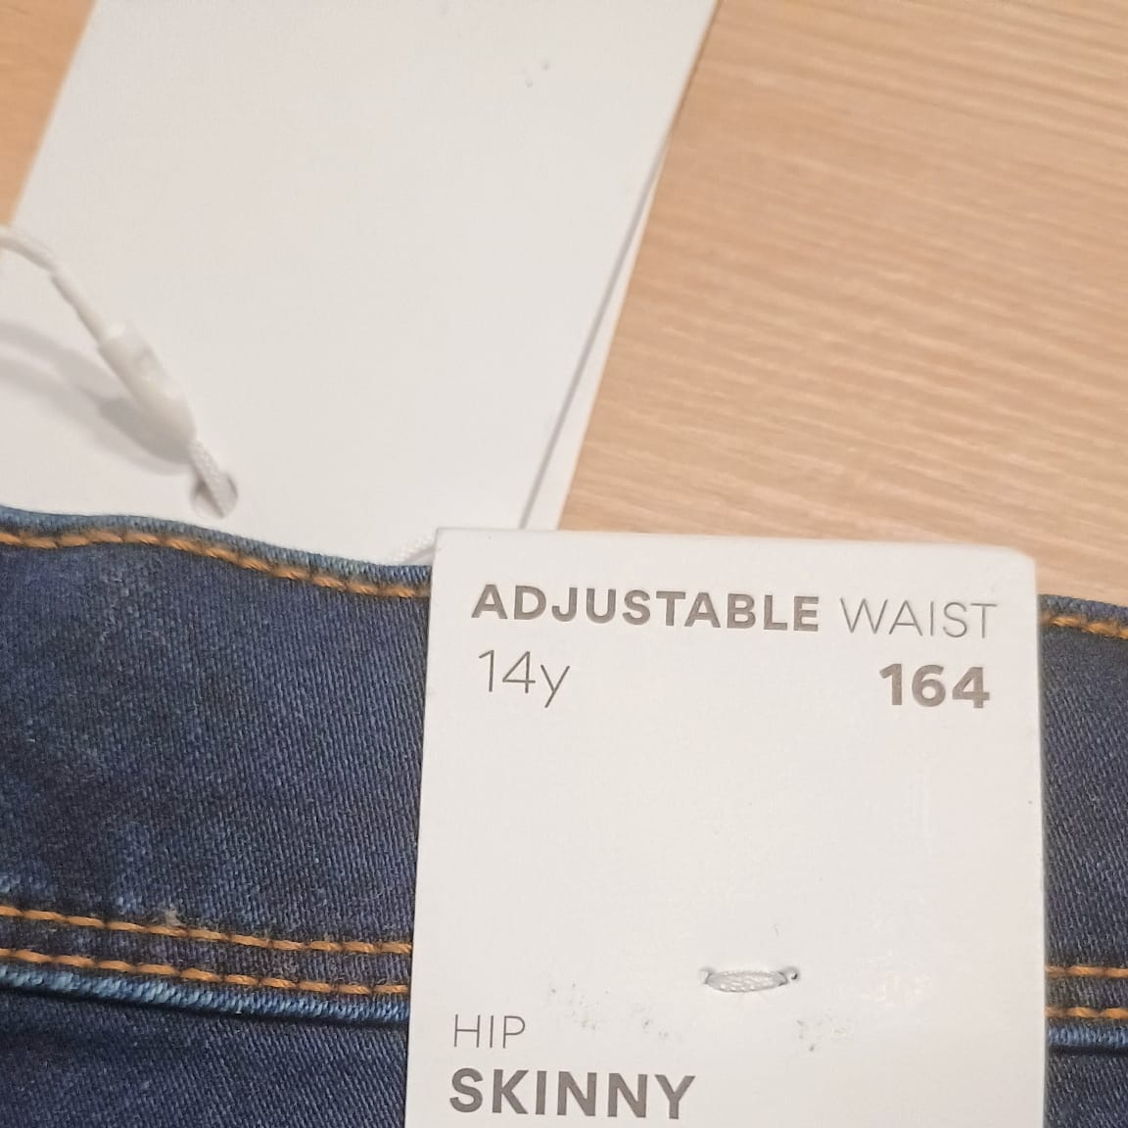 ADJUSTABLE WAIST
14y 164
HIP
SKINNY